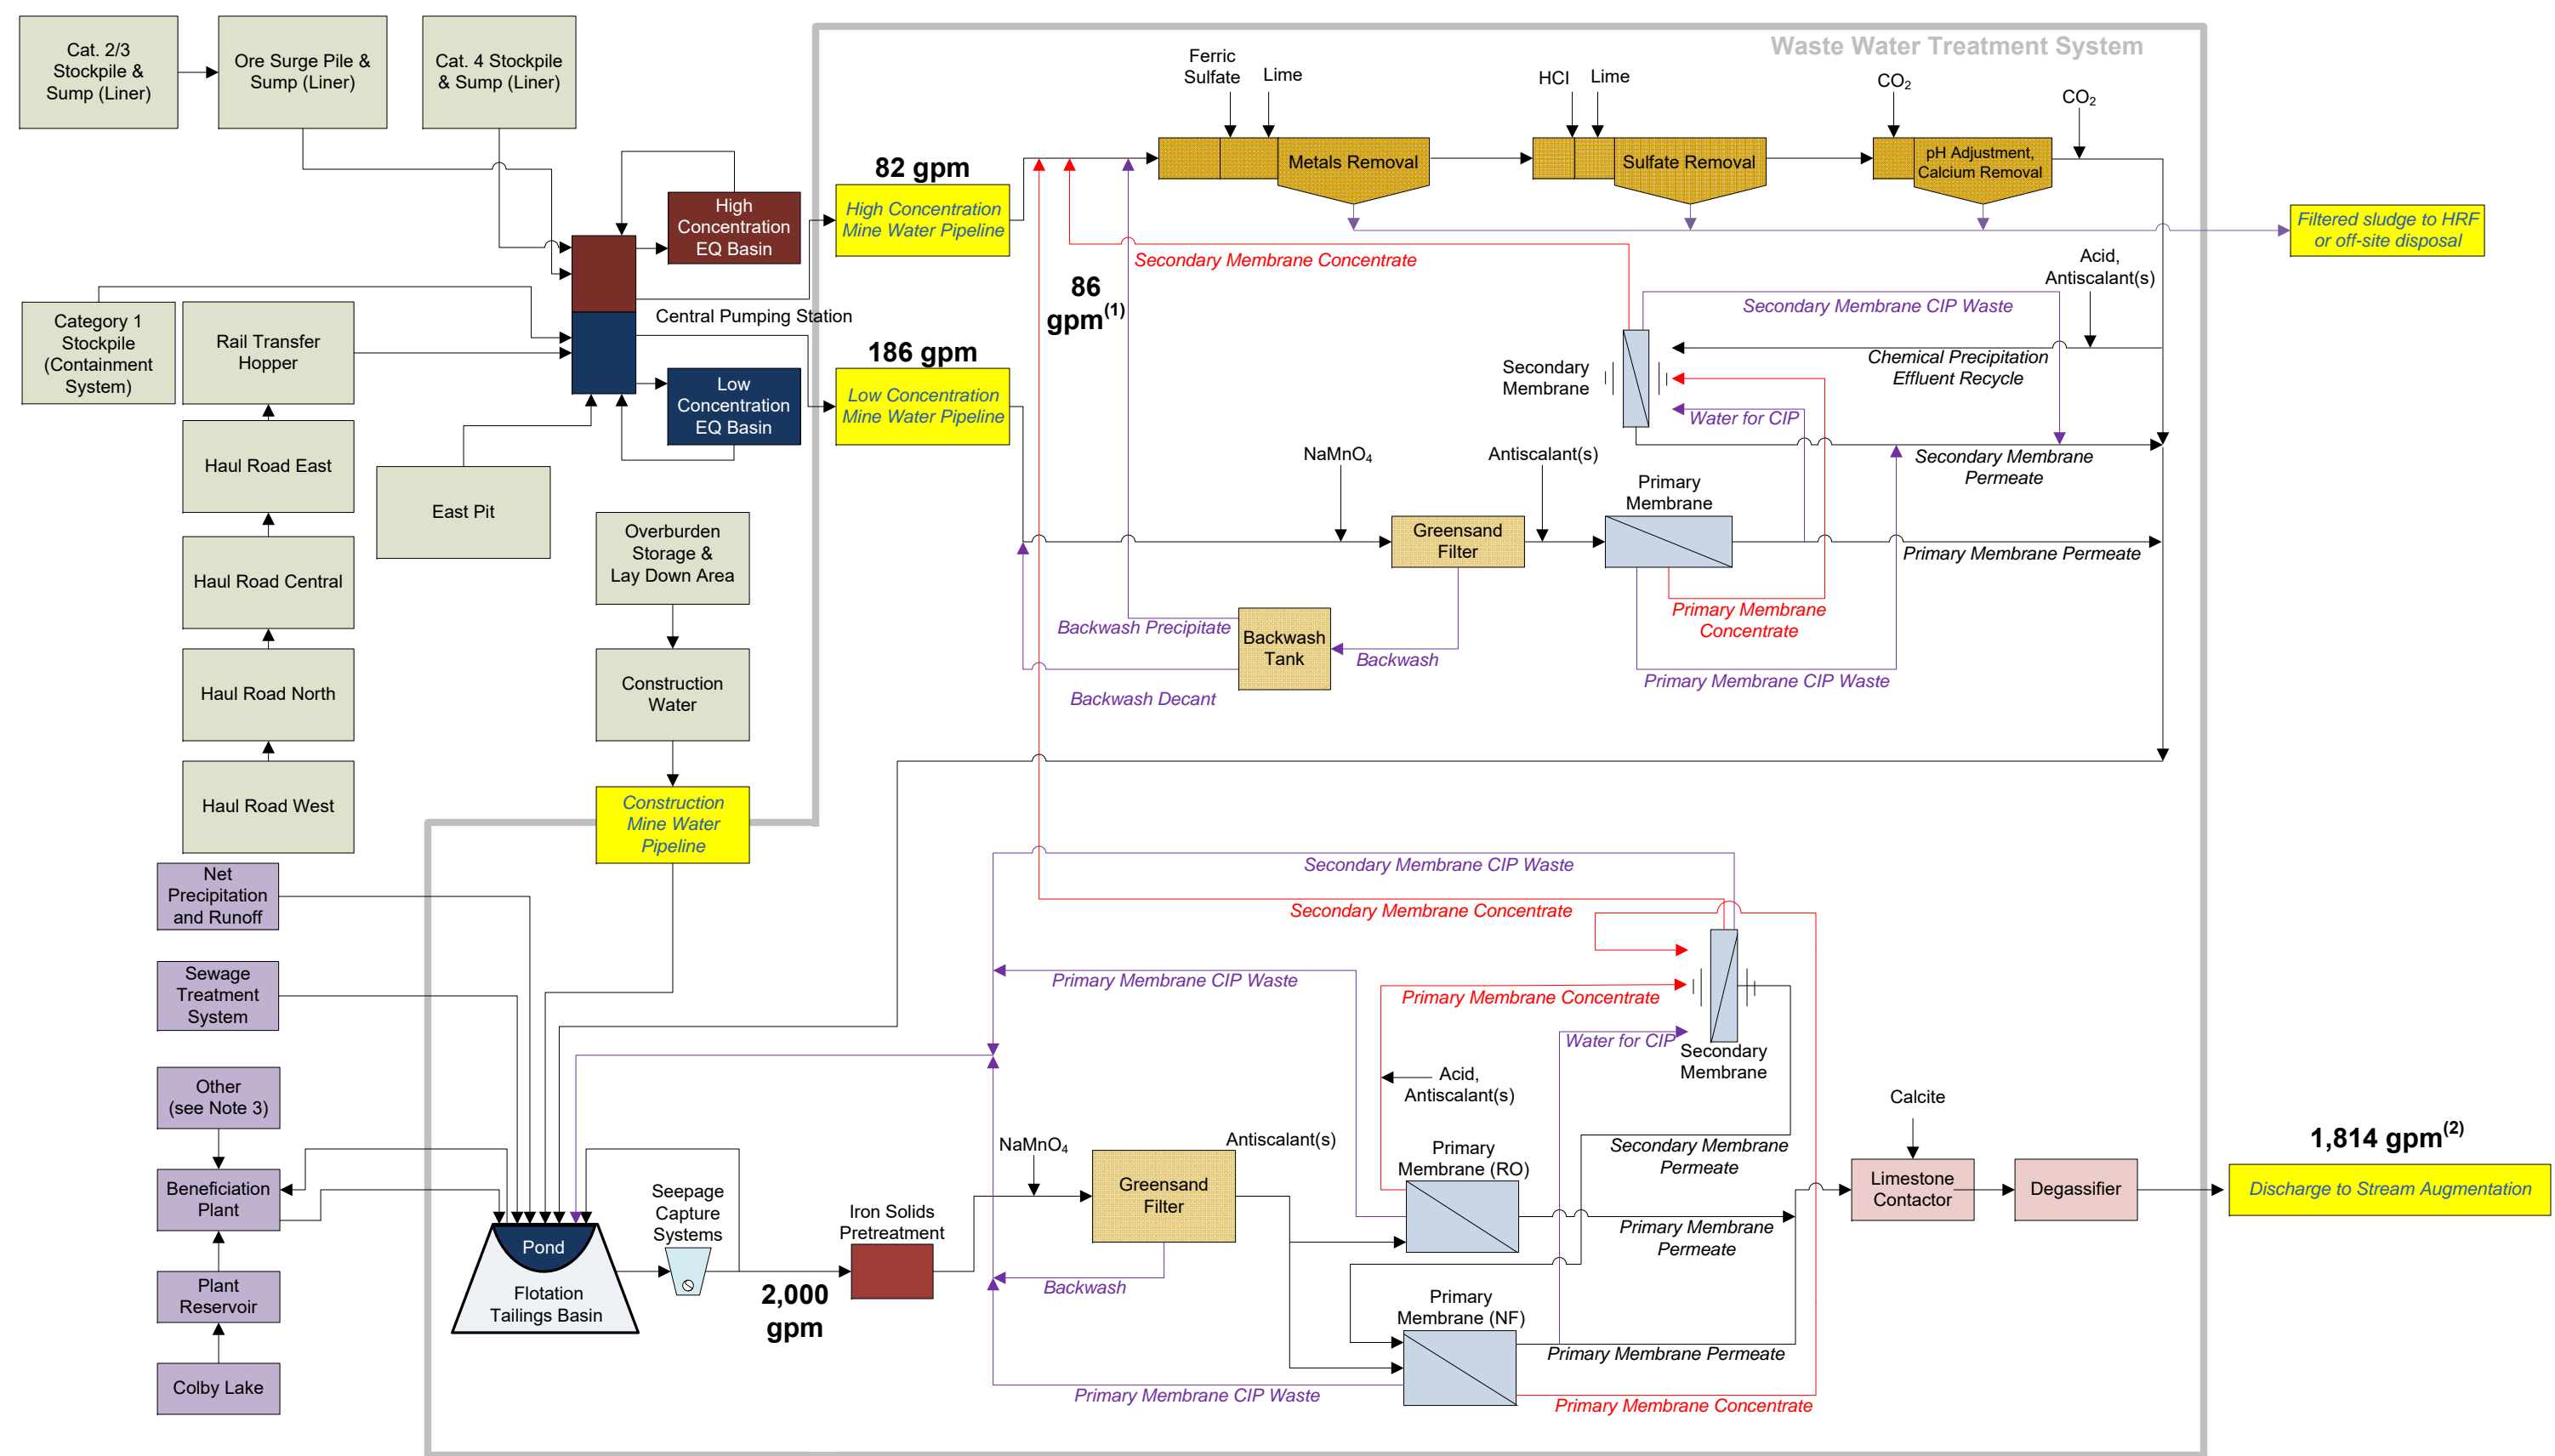 Waste Water Treatment System
Cat. 2/3
Stockpile &
Sump (Liner)
Ore Surge Pile &
Sump (Liner)
Cat. 4 Stockpile
& Sump (Liner)
High
Concentration
EQ Basin
Central Pumping Station
Low
Concentration
EQ Basin
Category 1
Stockpile
(Containment
System)
Rail Transfer
Hopper
Haul Road East
Haul Road Central
Haul Road North
Haul Road West
East Pit
Overburden
Storage &
Lay Down Area
Construction
Water
Construction
Mine Water
Pipeline
82 gpm
High Concentration
Mine Water Pipeline
186 gpm
Low Concentration
Mine Water Pipeline
86
gpm(1)
Ferric
Sulfate
Lime
Metals Removal
HCl
Lime
Sulfate Removal
CO2
pH Adjustment,
Calcium Removal
CO2
Filtered sludge to HRF
or off-site disposal
Secondary Membrane Concentrate
Acid,
Antiscalant(s)
Secondary Membrane CIP Waste
Chemical Precipitation
Effluent Recycle
Secondary
Membrane
Water for CIP
Secondary Membrane
Permeate
NaMnO4
Antiscalant(s)
Greensand
Filter
Primary
Membrane
Primary Membrane Permeate
Primary Membrane
Concentrate
Backwash Precipitate
Backwash
Tank
Backwash
Backwash Decant
Primary Membrane CIP Waste
Net
Precipitation
and Runoff
Sewage
Treatment
System
Other
(see Note 3)
Beneficiation
Plant
Plant
Reservoir
Colby Lake
Pond
Flotation
Tailings Basin
Seepage
Capture
Systems
2,000
gpm
Iron Solids
Pretreatment
NaMnO4
Greensand
Filter
Antiscalant(s)
Backwash
Secondary Membrane CIP Waste
Secondary Membrane Concentrate
Primary Membrane CIP Waste
Primary Membrane Concentrate
Water for CIP
Secondary
Membrane
Acid,
Antiscalant(s)
Secondary Membrane
Permeate
Primary
Membrane (RO)
Primary Membrane
Permeate
Primary
Membrane (NF)
Primary Membrane Permeate
Primary Membrane CIP Waste
Primary Membrane Concentrate
Calcite
Limestone
Contactor
Degassifier
1,814 gpm(2)
Discharge to Stream Augmentation